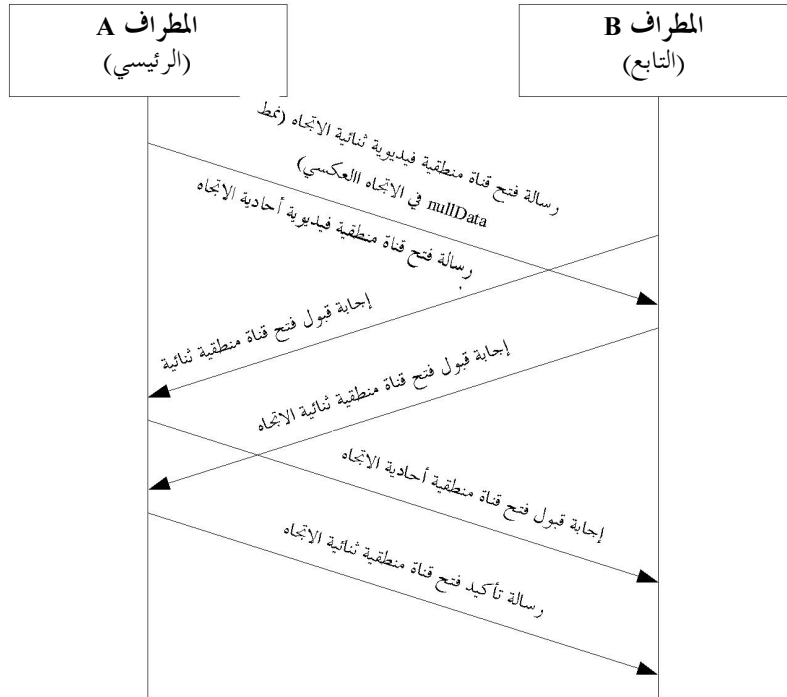 المطراف A
(الرئيسي)
المطراف B
(التابع)
رسالة فتح قناة منطقية فيديوية ثنائية الاتجاه (نمط
nullData في الاتجاه االعكسي)
رسالة فتح قناة منطقية فيديوية أحادية الاتجاه
إجابة قبول فتح قناة منطقية ثنائية
إجابة قبول فتح قناة منطقية ثنائية الاتجاه
إجابة قبول فتح قناة منطقية أحادية الاتجاه
رسالة تأكيد فتح قناة منطقية ثنائية الاتجاه